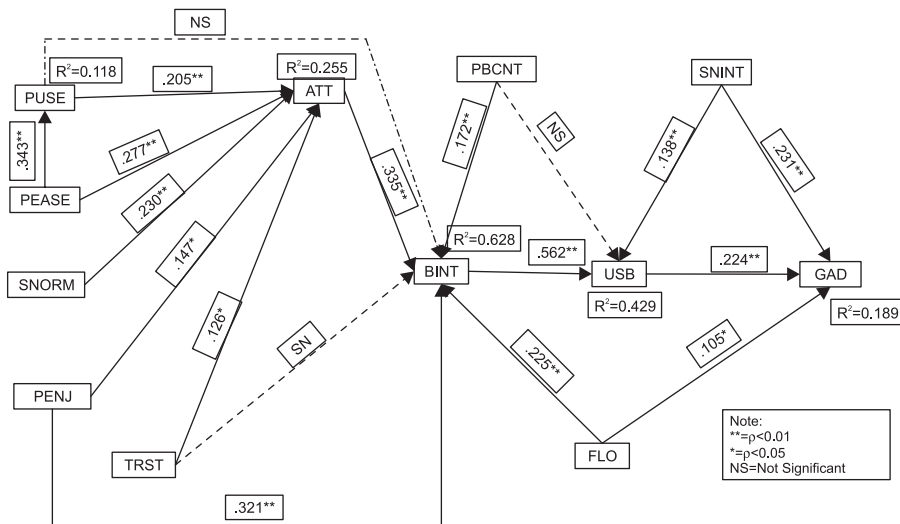 NS
R²=0.118
.205**
R²=0.255
PBCNT
SNINT
PUSE
ATT
.343**
.277**
.172**
NS
.138**
.231**
PEASE
.230**
.335**
.147*
R²=0.628
.562**
.224**
SNORM
BINT
USB
GAD
R²=0.429
R²=0.189
.126*
SN
.225**
.105*
PENJ
TRST
FLO
Note:
**=ρ<0.01
*=ρ<0.05
NS=Not Significant
.321**